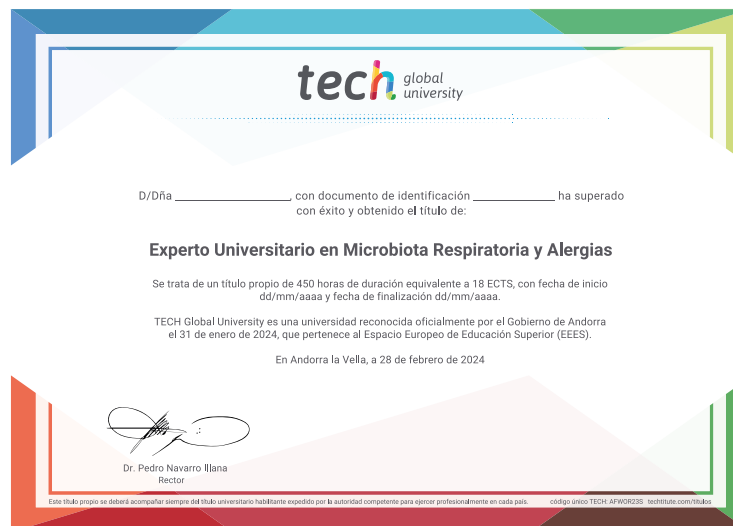 tech global university
D/Dña ______________, con documento de identificación ______________ ha superado
con éxito y obtenido el título de:
Experto Universitario en Microbiota Respiratoria y Alergias
Se trata de un título propio de 450 horas de duración equivalente a 18 ECTS, con fecha de inicio
dd/mm/aaaa y fecha de finalización dd/mm/aaaa.
TECH Global University es una universidad reconocida oficialmente por el Gobierno de Andorra
el 31 de enero de 2024, que pertenece al Espacio Europeo de Educación Superior (EEES).
En Andorra la Vella, a 28 de febrero de 2024
Dr. Pedro Navarro Illana
Rector
Este título propio se deberá acompañar siempre del título universitario habilitante expedido por la autoridad competente para ejercer profesionalmente en cada país. código único TECH: AFWOR23S techtitute.com/titulos